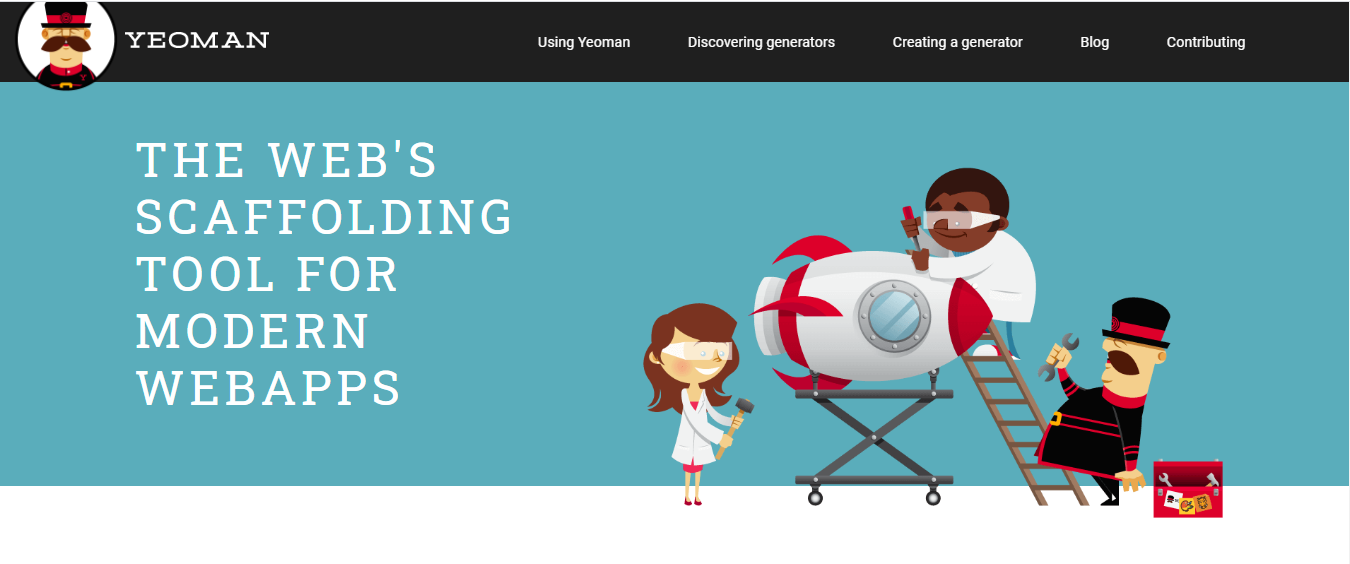 YEOMAN
Using Yeoman Discovering generators Creating a generator Blog Contributing
THE WEB'S
SCAFFOLDING
TOOL FOR
MODERN
WEBAPPS